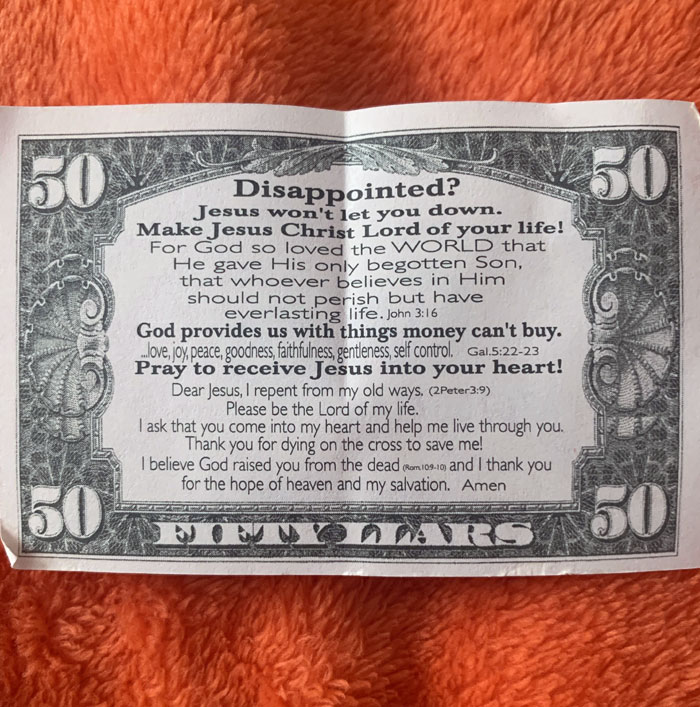 50
50
Disappointed?
Jesus won't let you down.
Make Jesus Christ Lord of your life!
For God so loved the WORLD that
He gave His only begotten Son,
that whoever believes in Him
should not perish but have
everlasting life. John 3:16
God provides us with things money can't buy.
...love, joy, peace, goodness, faithfulness, gentleness, self control. Gal.5:22-23
Pray to receive Jesus into your heart!
Dear Jesus, I repent from my old ways. (2Peter3:9)
Please be the Lord of my life.
I ask that you come into my heart and help me live through you.
Thank you for dying on the cross to save me!
I believe God raised you from the dead (Rom.10:9-10) and I thank you
for the hope of heaven and my salvation. Amen
50
50